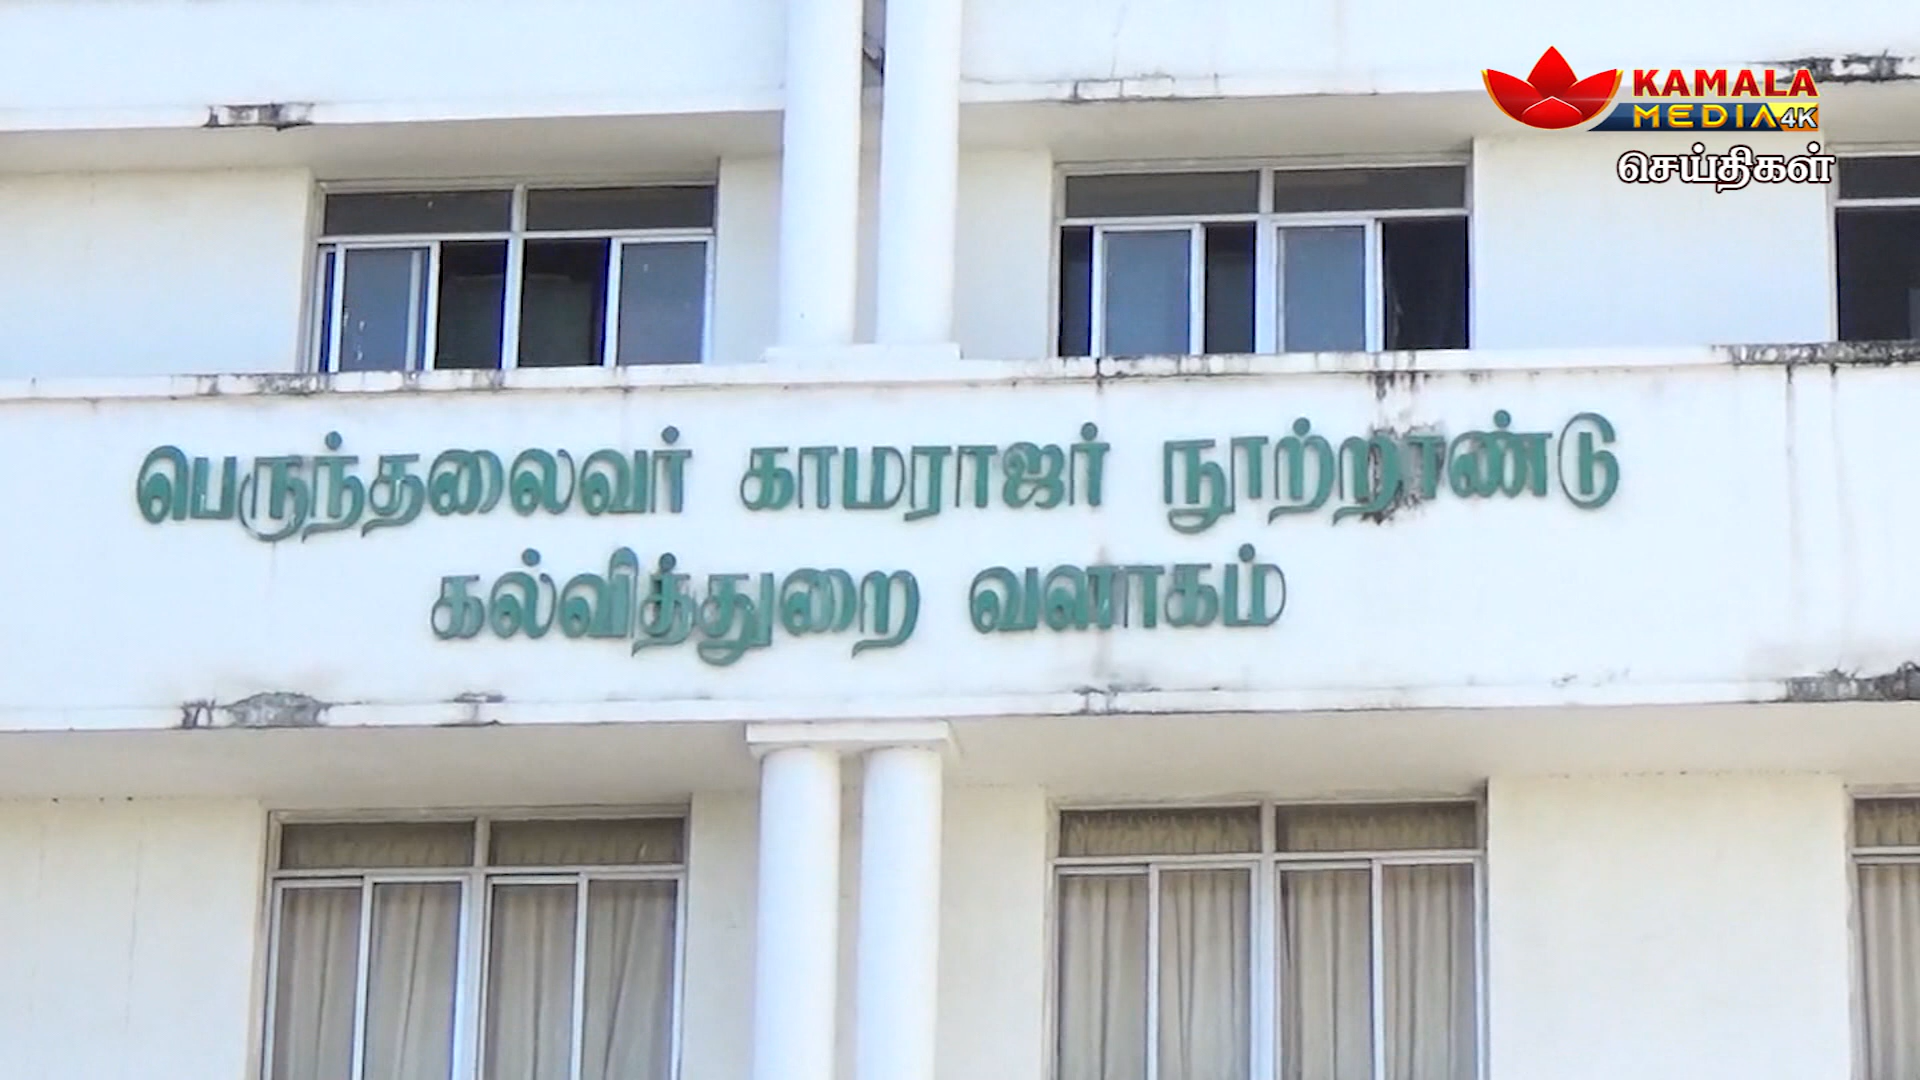 KAMALA
MEDIA 4K
செய்திகள்
பெருந்தலைவர் காமராஜர் நூற்றாண்டு
கல்வித்துறை வளாகம்